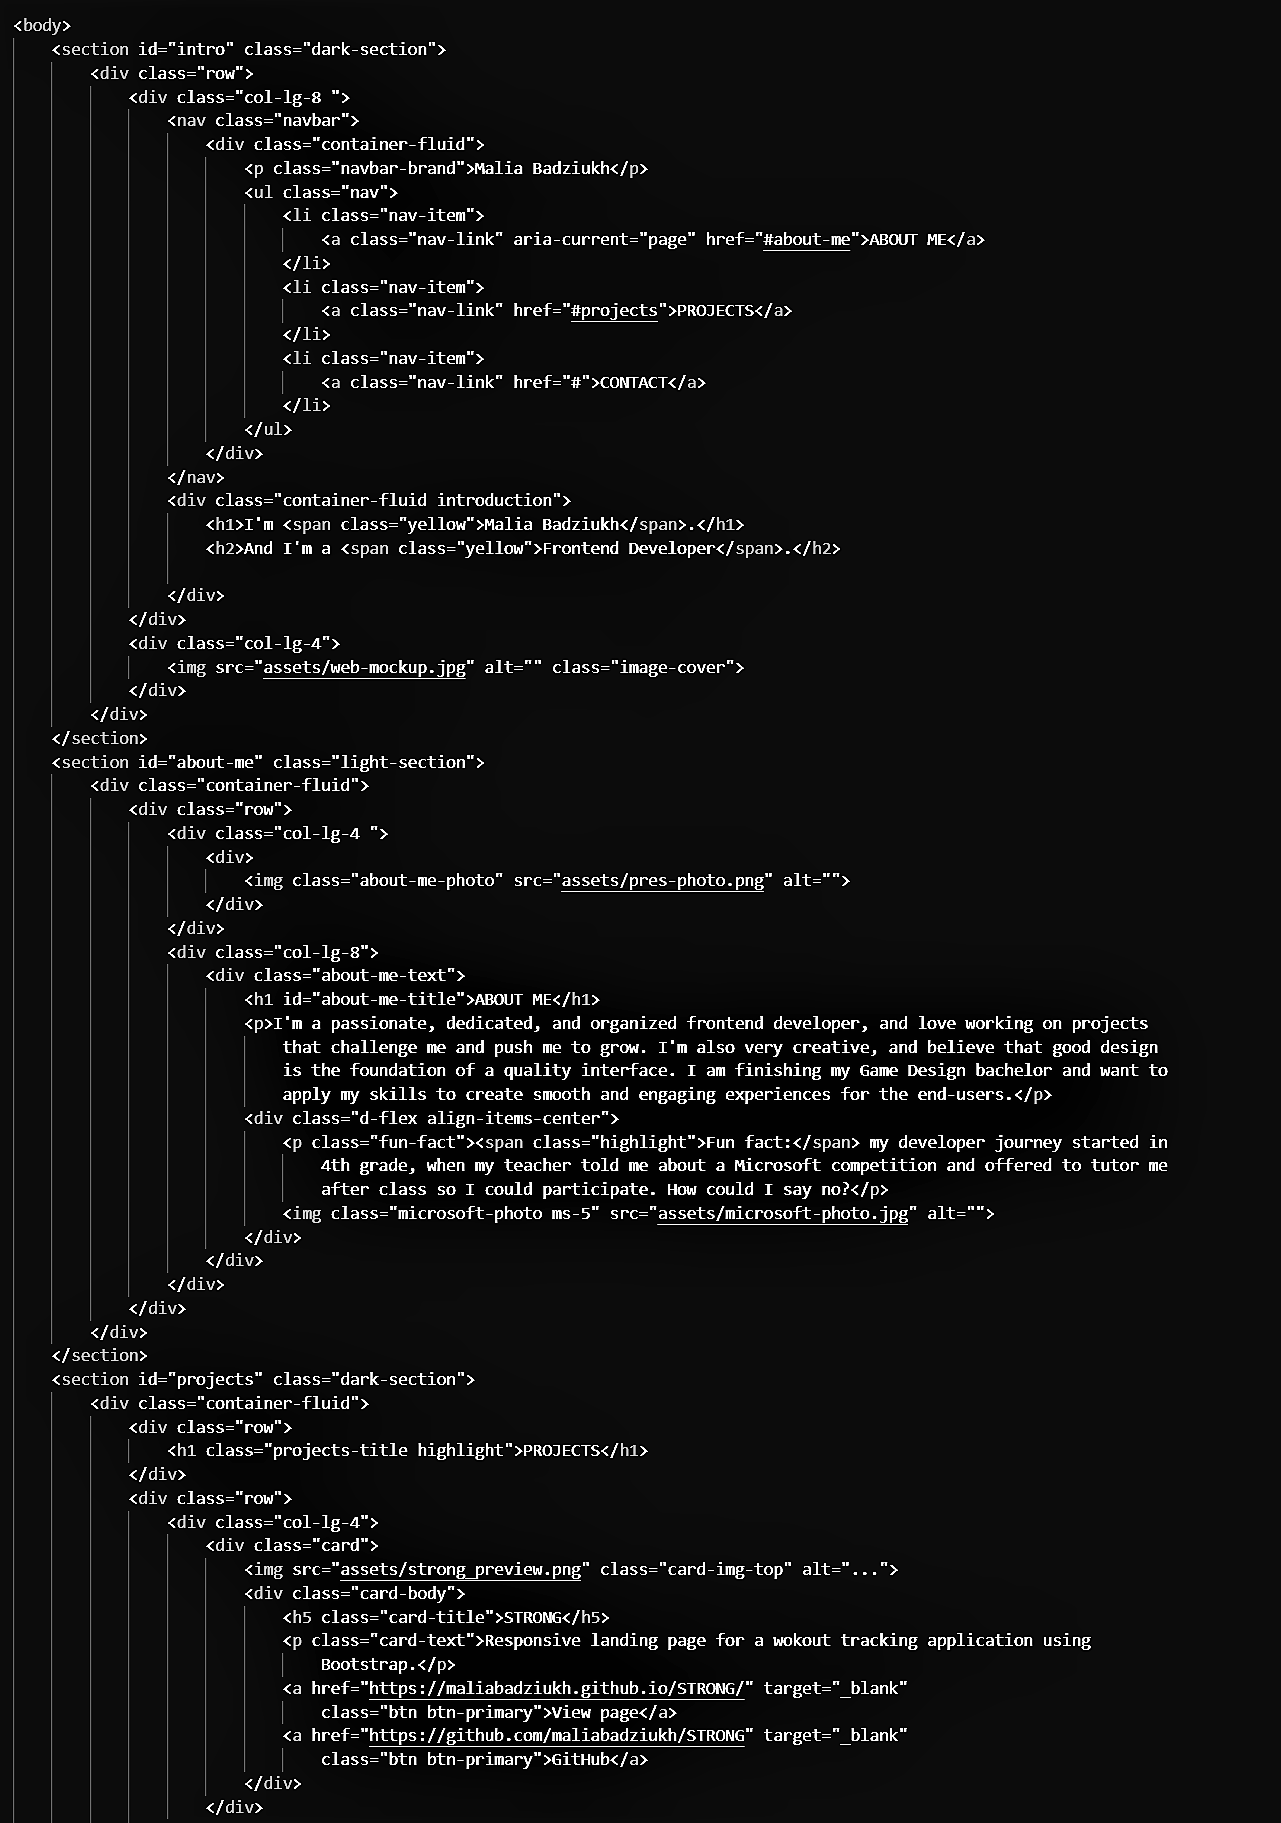 <body>
<section id="intro" class="dark-section">
<div class="row">
<div class="col-lg-8 ">
<nav class="navbar">
<div class="container-fluid">
<p class="navbar-brand">Malia Badziukh</p>
<ul class="nav">
<li class="nav-item">
<a class="nav-link" aria-current="page" href="#about-me">ABOUT ME</a>
</li>
<li class="nav-item">
<a class="nav-link" href="#projects">PROJECTS</a>
</li>
<li class="nav-item">
<a class="nav-link" href="#">CONTACT</a>
</li>
</ul>
</div>
</nav>
<div class="container-fluid introduction">
<h1>I'm <span class="yellow">Malia Badziukh</span>.</h1>
<h2>And I'm a <span class="yellow">Frontend Developer</span>.</h2>
</div>
</div>
<div class="col-lg-4">
<img src="assets/web-mockup.jpg" alt="" class="image-cover">
</div>
</div>
</section>
<section id="about-me" class="light-section">
<div class="container-fluid">
<div class="row">
<div class="col-lg-4 ">
<div>
<img class="about-me-photo" src="assets/pres-photo.png" alt="">
</div>
</div>
<div class="col-lg-8">
<div class="about-me-text">
<h1 id="about-me-title">ABOUT ME</h1>
<p>I'm a passionate, dedicated, and organized frontend developer, and love working on projects
that challenge me and push me to grow. I'm also very creative, and believe that good design
is the foundation of a quality interface. I am finishing my Game Design bachelor and want to
apply my skills to create smooth and engaging experiences for the end-users.</p>
<div class="d-flex align-items-center">
<p class="fun-fact"><span class="highlight">Fun fact:</span> my developer journey started in
4th grade, when my teacher told me about a Microsoft competition and offered to tutor me
after class so I could participate. How could I say no?</p>
<img class="microsoft-photo ms-5" src="assets/microsoft-photo.jpg" alt="">
</div>
</div>
</div>
</div>
</div>
</section>
<section id="projects" class="dark-section">
<div class="container-fluid">
<div class="row">
<h1 class="projects-title highlight">PROJECTS</h1>
</div>
<div class="row">
<div class="col-lg-4">
<div class="card">
<img src="assets/strong_preview.png" class="card-img-top" alt="...">
<div class="card-body">
<h5 class="card-title">STRONG</h5>
<p class="card-text">Responsive landing page for a wokout tracking application using
Bootstrap.</p>
<a href="https://maliabadziukh.github.io/STRONG/" target="_blank"
class="btn btn-primary">View page</a>
<a href="https://github.com/maliabadziukh/STRONG" target="_blank"
class="btn btn-primary">GitHub</a>
</div>
</div>